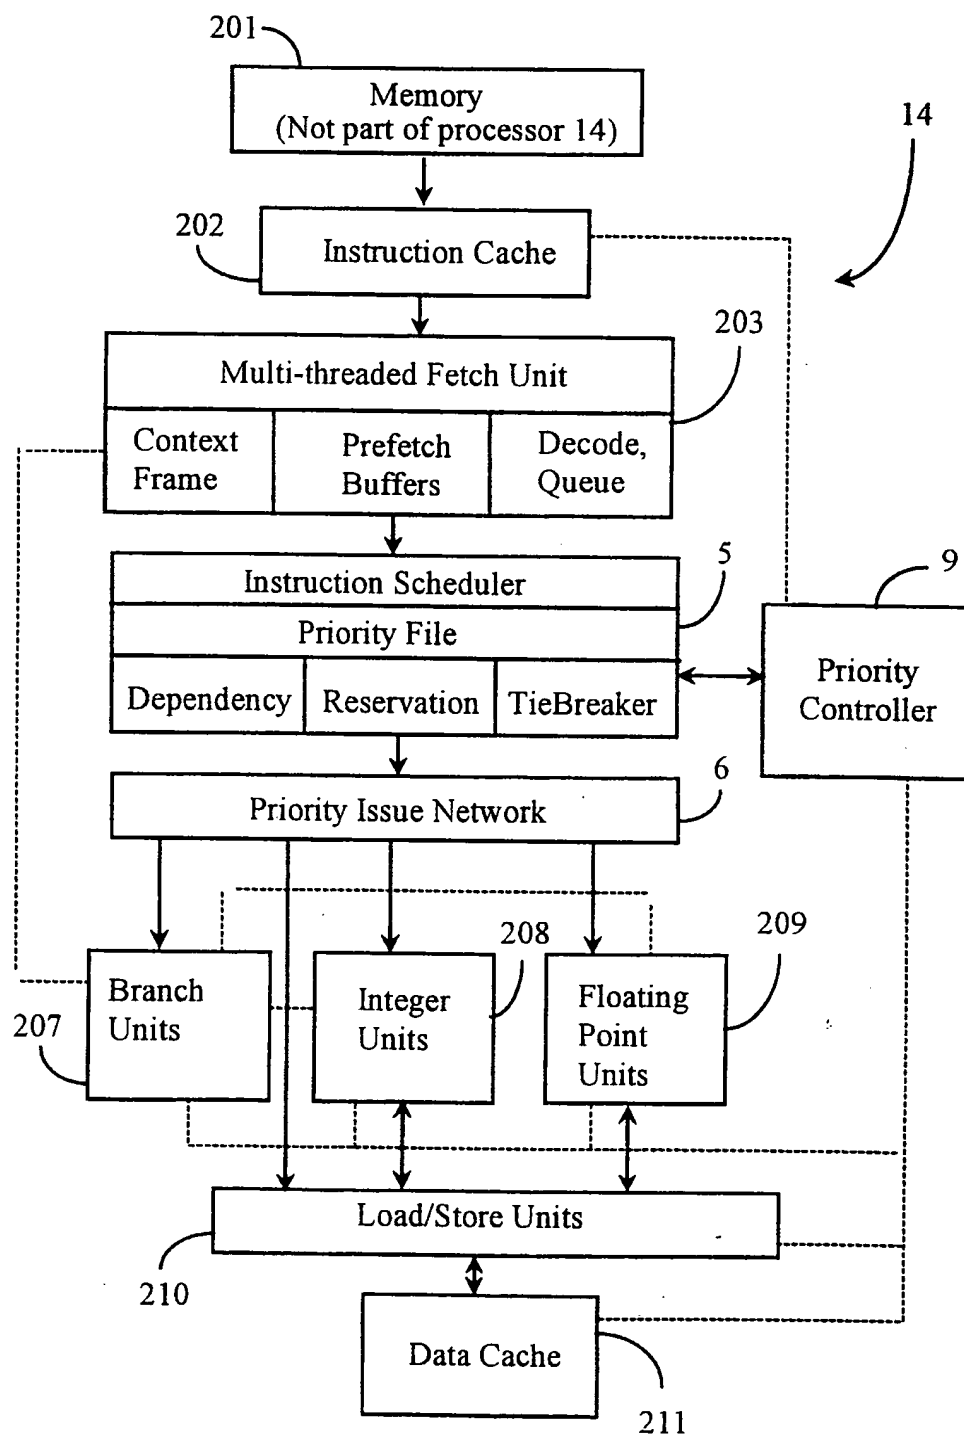 201
Memory
(Not part of processor 14)
14
202
Instruction Cache
203
Multi-threaded Fetch Unit
Context
Frame
Prefetch
Buffers
Decode,
Queue
5
9
Instruction Scheduler
Priority File
Dependency
Reservation
TieBreaker
Priority
Controller
6
Priority Issue Network
208
209
Branch
Units
Integer
Units
Floating
Point
Units
207
Load/Store Units
210
Data Cache
211